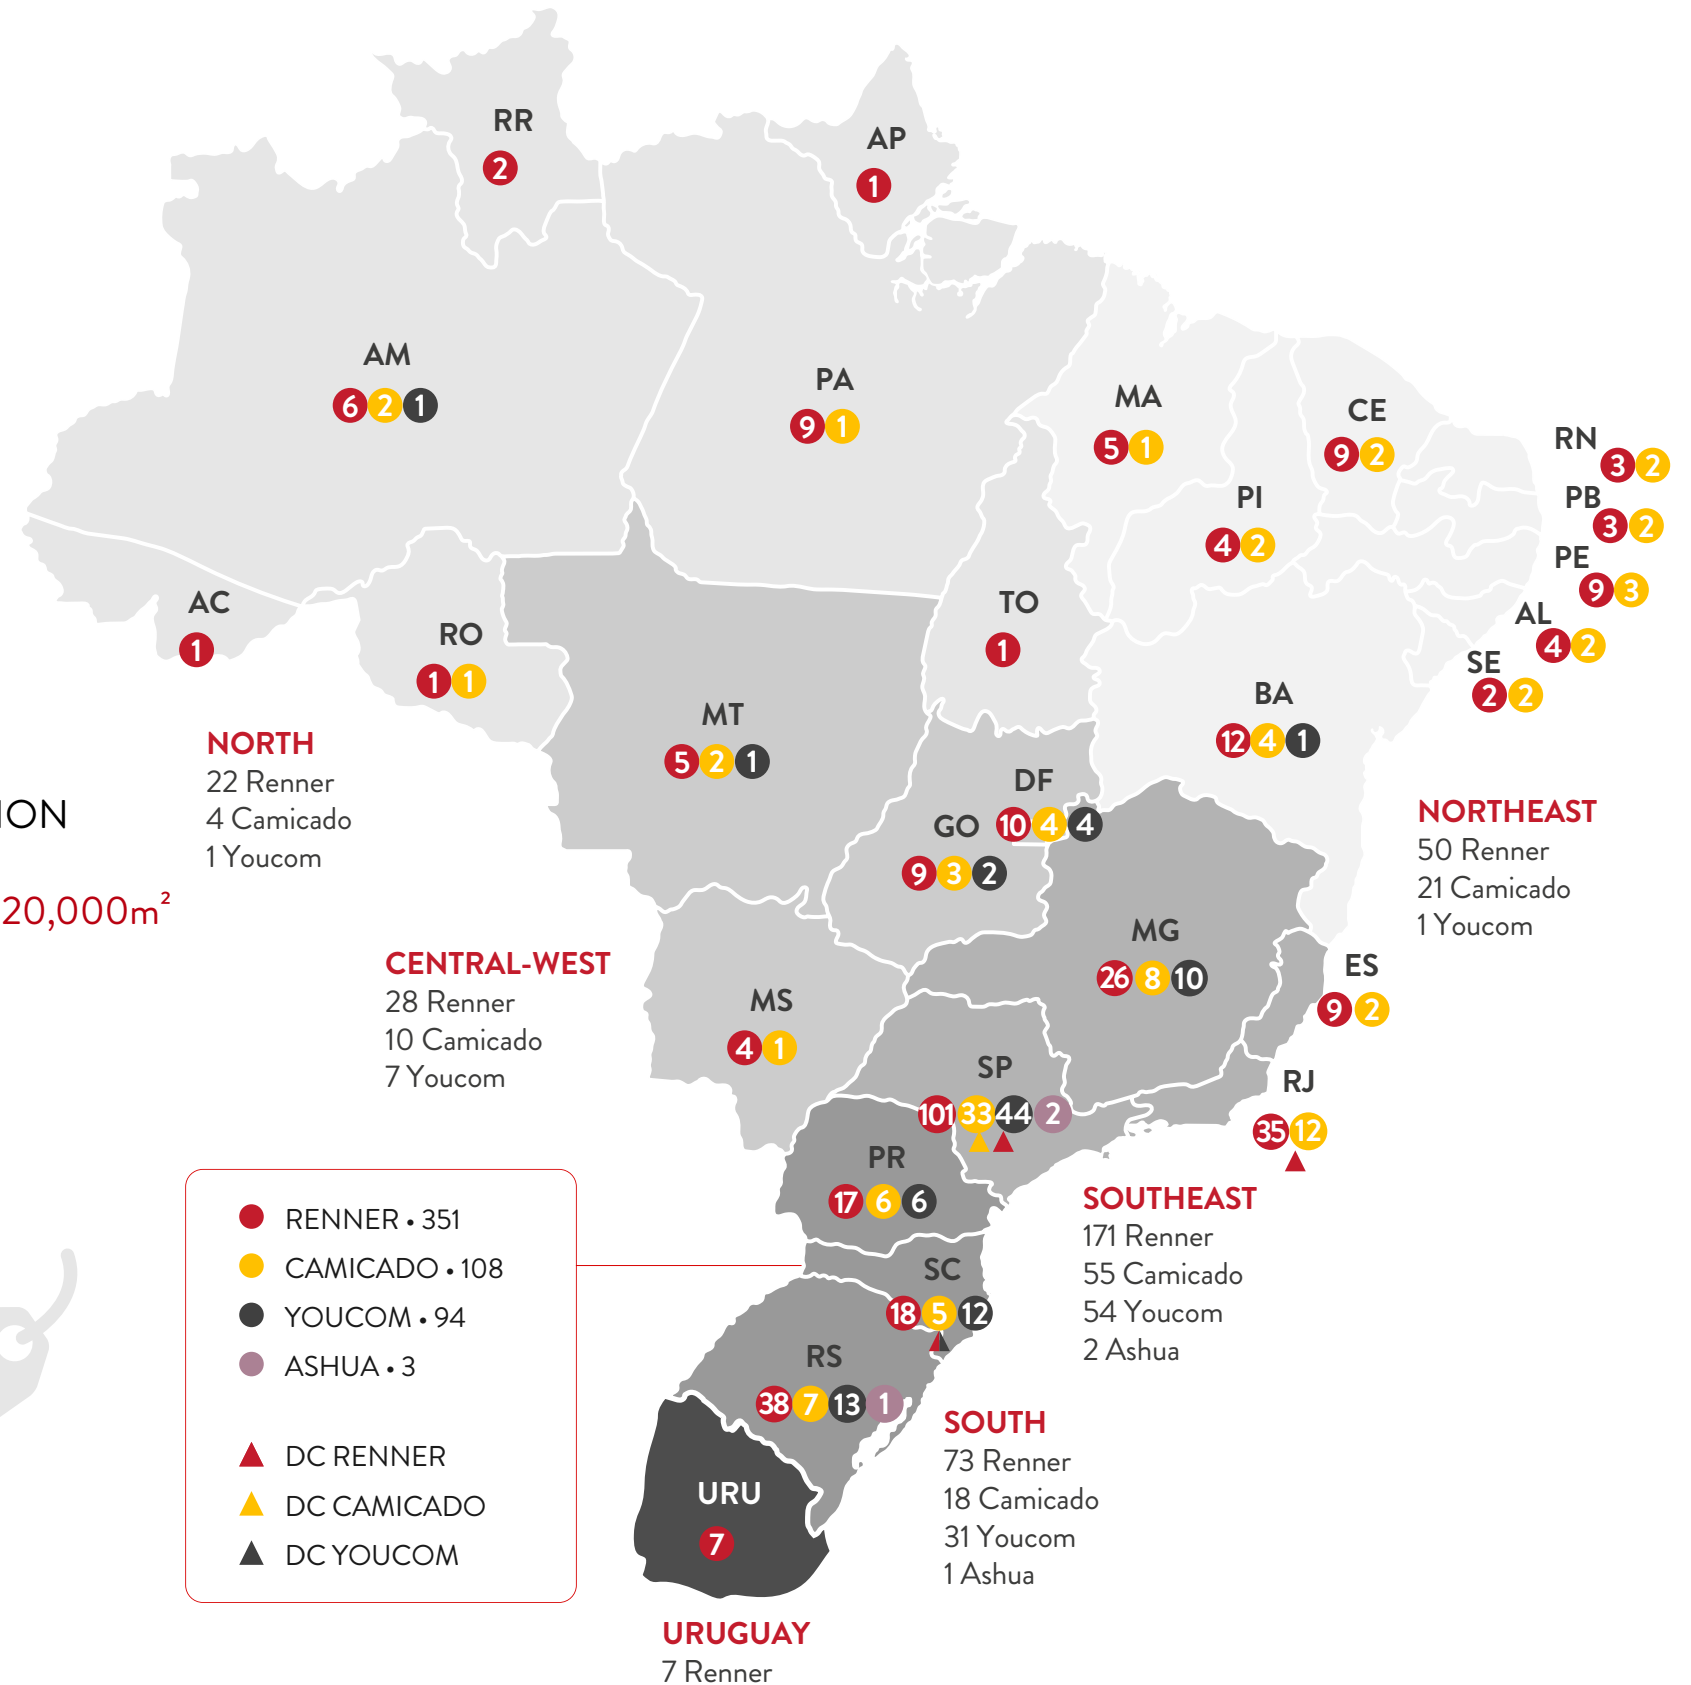 RR
2
AP
1
AM
6 2 1
PA
9 1
MA
5 1
CE
9 2
RN
3 2
PI
4 2
PB
3 2
PE
9 3
AC
1
RO
1 1
TO
1
AL
4 2
SE
2 2
BA
12 4 1
MT
5 2 1
NORTH
22 Renner
4 Camicado
1 Youcom
ION
20,000m²
DF
10 4 4
GO
9 3 2
NORTHEAST
50 Renner
21 Camicado
1 Youcom
MG
26 8 10
ES
9 2
CENTRAL-WEST
28 Renner
10 Camicado
7 Youcom
MS
4 1
SP
101 33 44 2
RJ
35 12
PR
17 6 6
SOUTHEAST
171 Renner
55 Camicado
54 Youcom
2 Ashua
RENNER • 351
CAMICADO • 108
YOUCOM • 94
ASHUA • 3
DC RENNER
DC CAMICADO
DC YOUCOM
SC
18 5 12
RS
38 7 13 1
SOUTH
73 Renner
18 Camicado
31 Youcom
1 Ashua
URU
7
URUGUAY
7 Renner